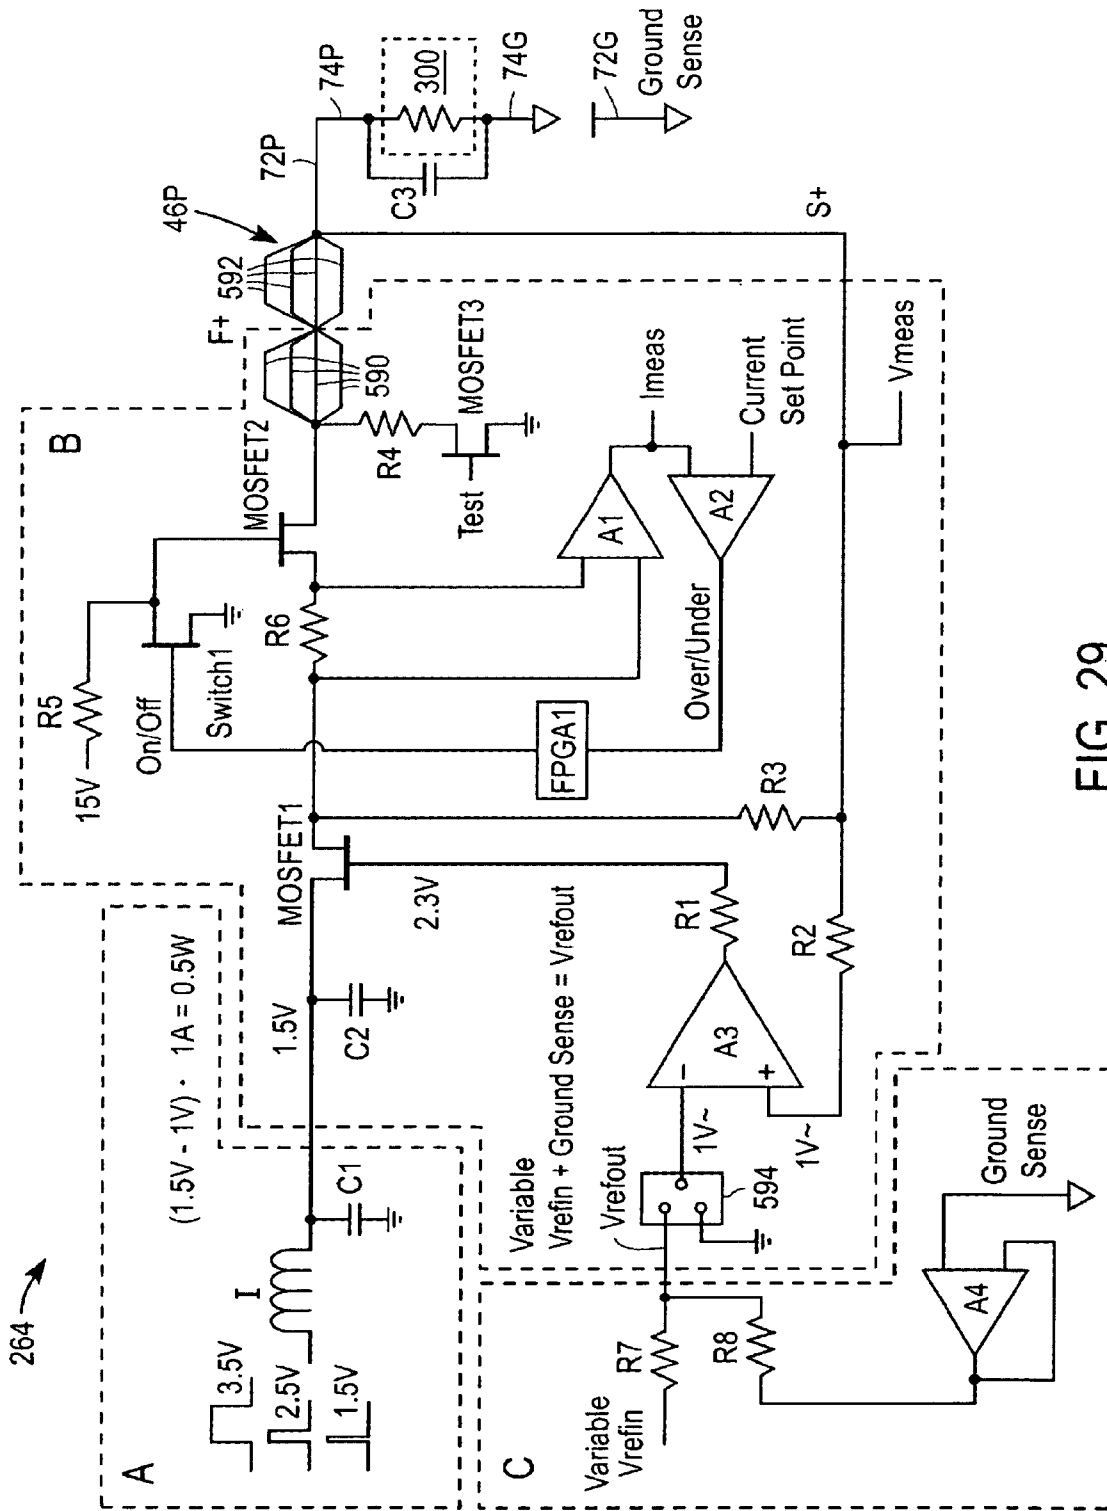 264
A
3.5V
2.5V
1.5V
I
C1
(1.5V - 1V) · 1A = 0.5W
1.5V
C2
MOSFET1
2.3V
B
15V
R5
On/Off
Switch1
MOSFET2
R6
F+
592
46P
590
72P
74P
300
C3
74G
72G
Ground
Sense
R4
Test
MOSFET3
A1
Imeas
A2
Current
Set Point
Over/Under
FPGA1
S+
Vmeas
R3
R1
R2
A3
−
+
1V~
1V~
Variable
Vrefin + Ground Sense = Vrefout
Vrefout
594
C
Variable
Vrefin
R7
R8
A4
Ground
Sense
FIG. 29